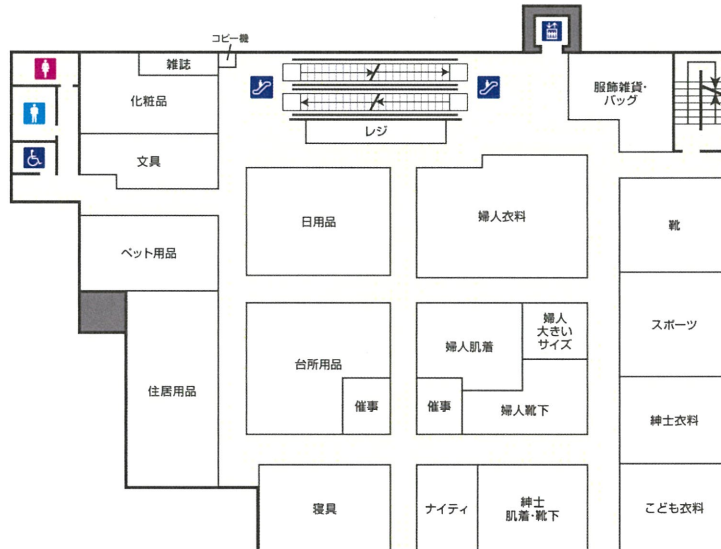 コピー機
雑誌
化粧品
服飾雑貨・
バッグ
レジ
文具
日用品
婦人衣料
靴
ペット用品
婦人
大きい
サイズ
スポーツ
婦人肌着
台所用品
住居用品
催事
催事
婦人靴下
紳士衣料
寝具
ナイティ
紳士
肌着・靴下
こども衣料